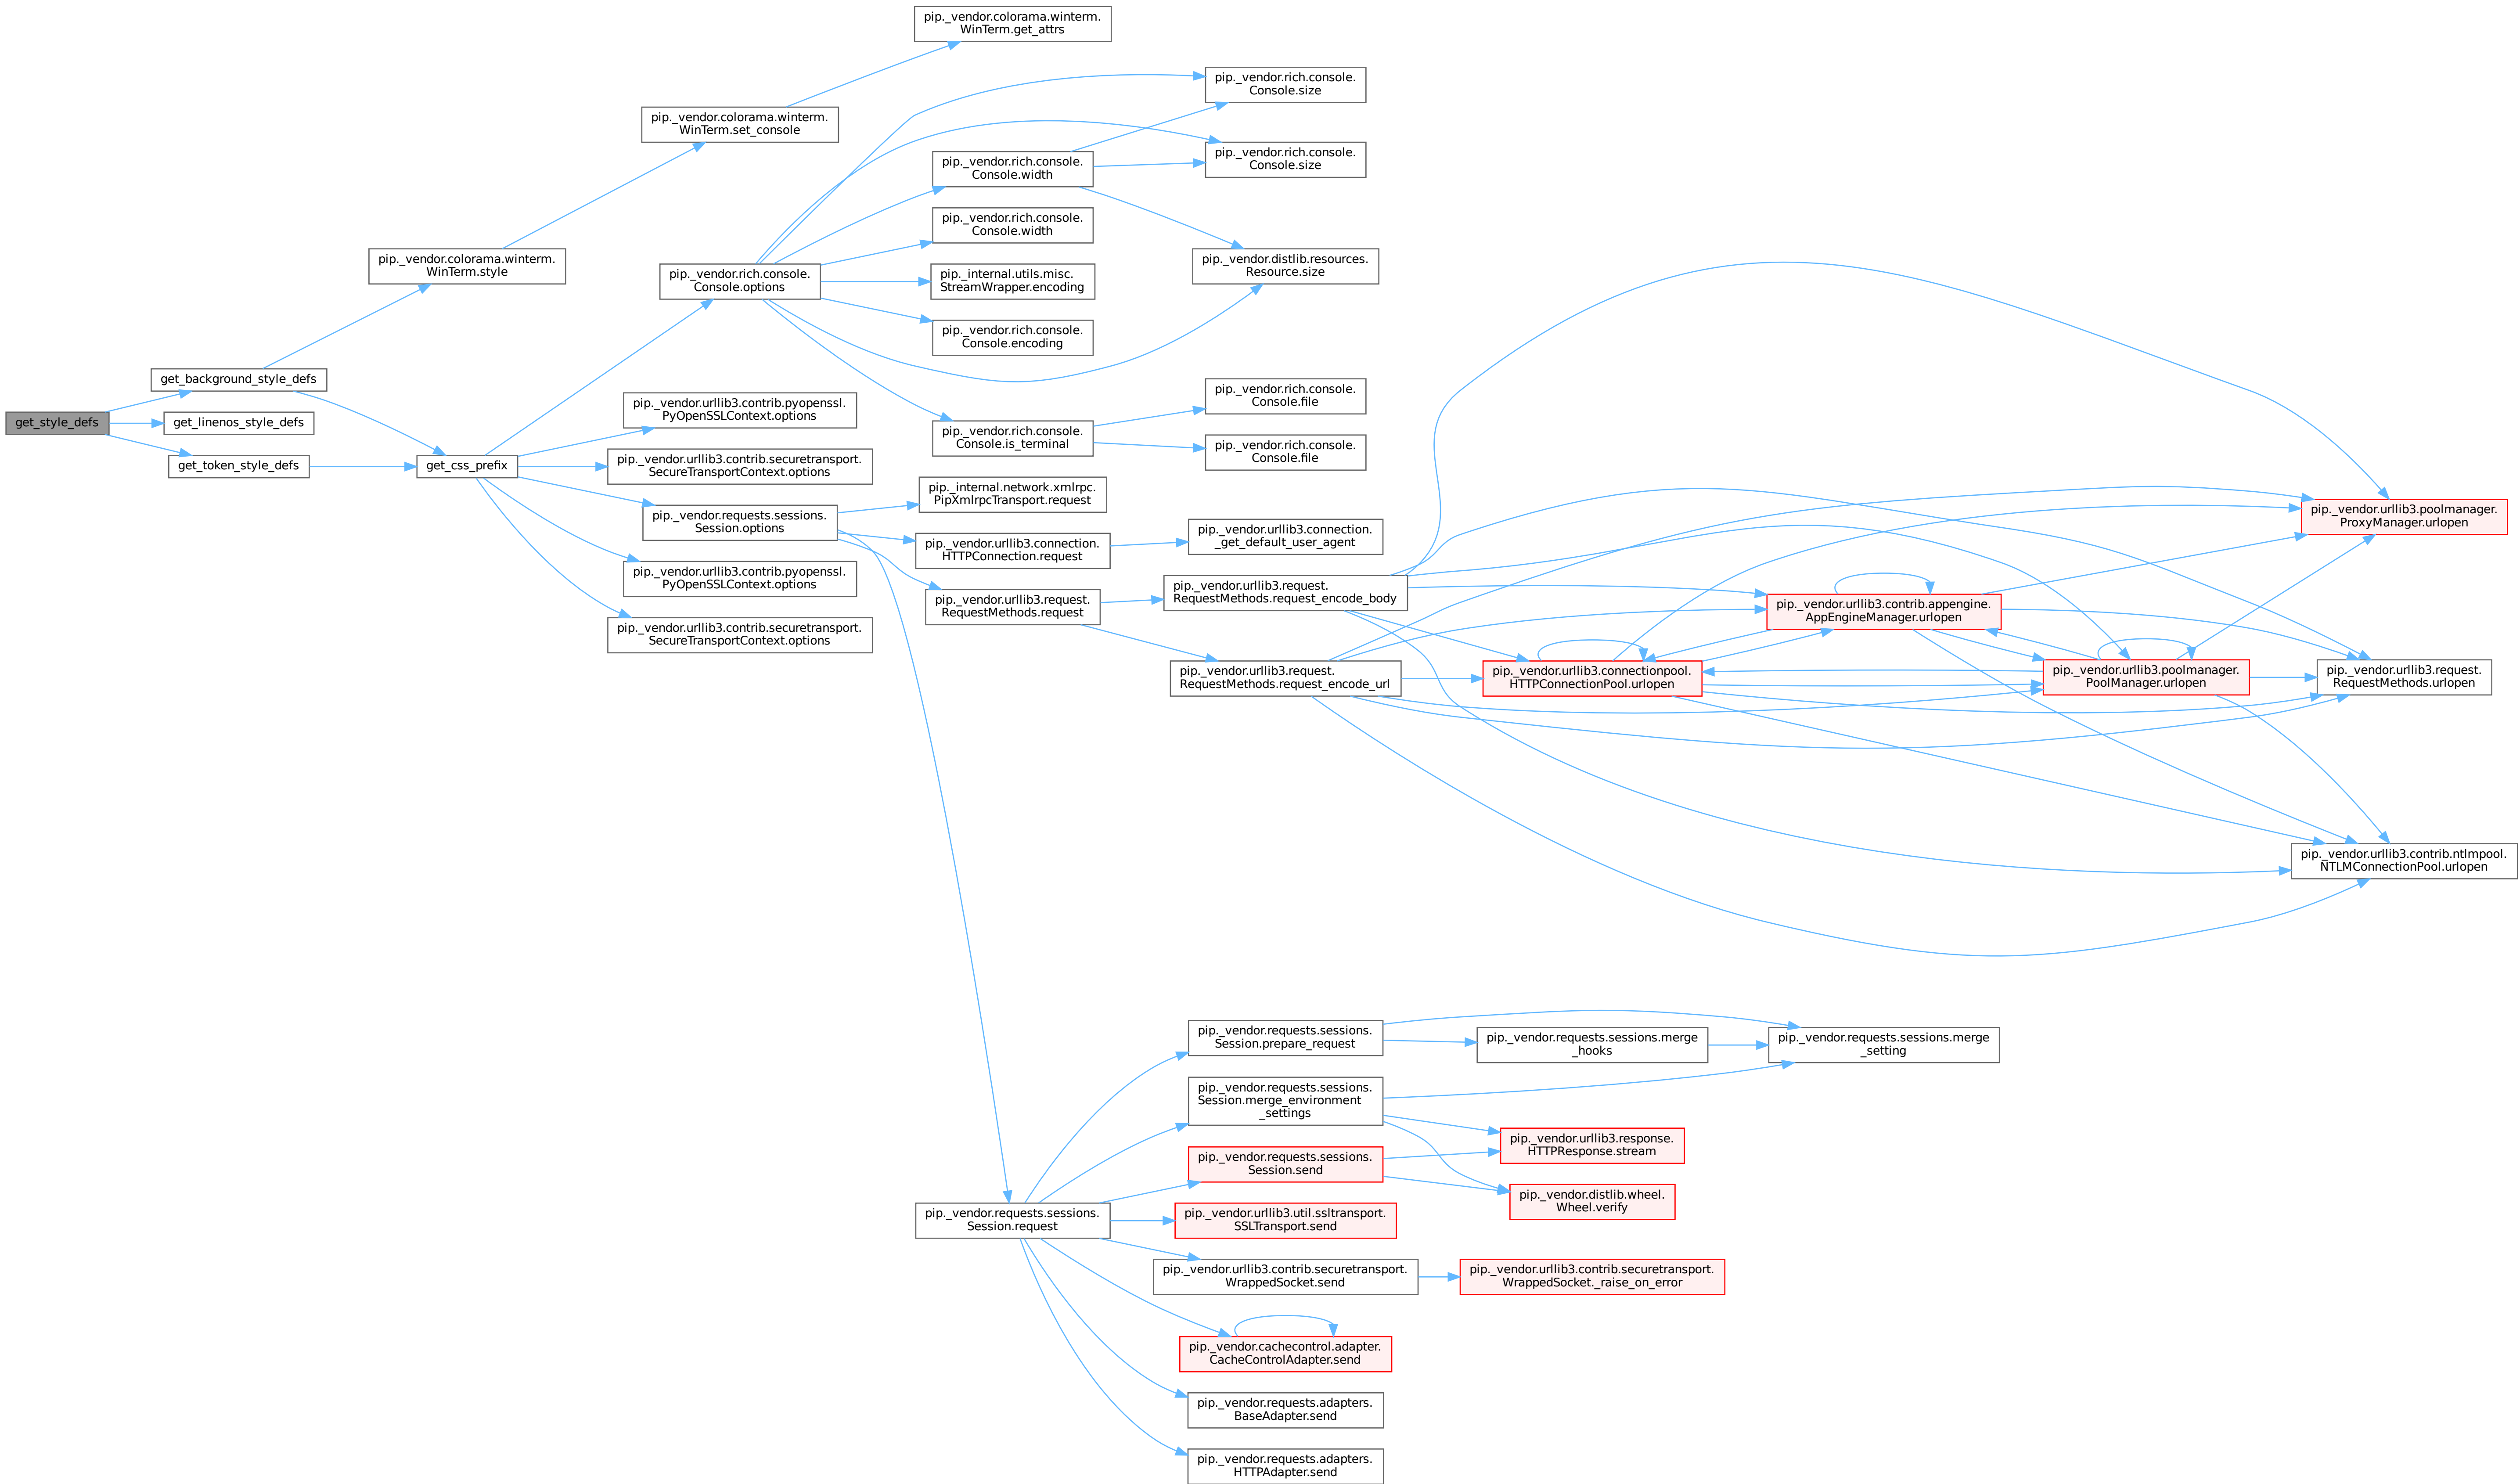 pip._vendor.colorama.winterm.
WinTerm.get_attrs
pip._vendor.rich.console.
Console.size
pip._vendor.colorama.winterm.
WinTerm.set_console
pip._vendor.rich.console.
Console.size
pip._vendor.rich.console.
Console.width
pip._vendor.rich.console.
Console.width
pip._vendor.colorama.winterm.
WinTerm.style
pip._vendor.distlib.resources.
Resource.size
pip._vendor.rich.console.
Console.options
pip._internal.utils.misc.
StreamWrapper.encoding
pip._vendor.rich.console.
Console.encoding
get_background_style_defs
pip._vendor.rich.console.
Console.file
pip._vendor.urllib3.contrib.pyopenssl.
PyOpenSSLContext.options
get_style_defs
get_linenos_style_defs
pip._vendor.rich.console.
Console.is_terminal
pip._vendor.rich.console.
Console.file
get_token_style_defs
get_css_prefix
pip._vendor.urllib3.contrib.securetransport.
SecureTransportContext.options
pip._internal.network.xmlrpc.
PipXmlrpcTransport.request
pip._vendor.requests.sessions.
Session.options
pip._vendor.urllib3.poolmanager.
ProxyManager.urlopen
pip._vendor.urllib3.connection.
HTTPConnection.request
pip._vendor.urllib3.connection.
_get_default_user_agent
pip._vendor.urllib3.contrib.pyopenssl.
PyOpenSSLContext.options
pip._vendor.urllib3.request.
RequestMethods.request
pip._vendor.urllib3.request.
RequestMethods.request_encode_body
pip._vendor.urllib3.contrib.appengine.
AppEngineManager.urlopen
pip._vendor.urllib3.contrib.securetransport.
SecureTransportContext.options
pip._vendor.urllib3.request.
RequestMethods.request_encode_url
pip._vendor.urllib3.connectionpool.
HTTPConnectionPool.urlopen
pip._vendor.urllib3.poolmanager.
PoolManager.urlopen
pip._vendor.urllib3.request.
RequestMethods.urlopen
pip._vendor.urllib3.contrib.ntlmpool.
NTLMConnectionPool.urlopen
pip._vendor.requests.sessions.
Session.prepare_request
pip._vendor.requests.sessions.merge
_hooks
pip._vendor.requests.sessions.merge
_setting
pip._vendor.requests.sessions.
Session.merge_environment
_settings
pip._vendor.urllib3.response.
HTTPResponse.stream
pip._vendor.requests.sessions.
Session.send
pip._vendor.distlib.wheel.
Wheel.verify
pip._vendor.requests.sessions.
Session.request
pip._vendor.urllib3.util.ssltransport.
SSLTransport.send
pip._vendor.urllib3.contrib.securetransport.
WrappedSocket.send
pip._vendor.urllib3.contrib.securetransport.
WrappedSocket._raise_on_error
pip._vendor.cachecontrol.adapter.
CacheControlAdapter.send
pip._vendor.requests.adapters.
BaseAdapter.send
pip._vendor.requests.adapters.
HTTPAdapter.send